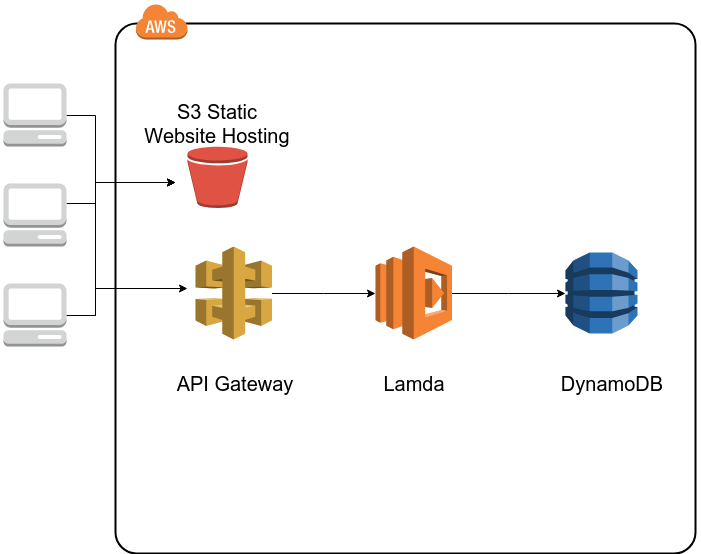 AWS
S3 Static
Website Hosting
API Gateway
Lamda
DynamoDB